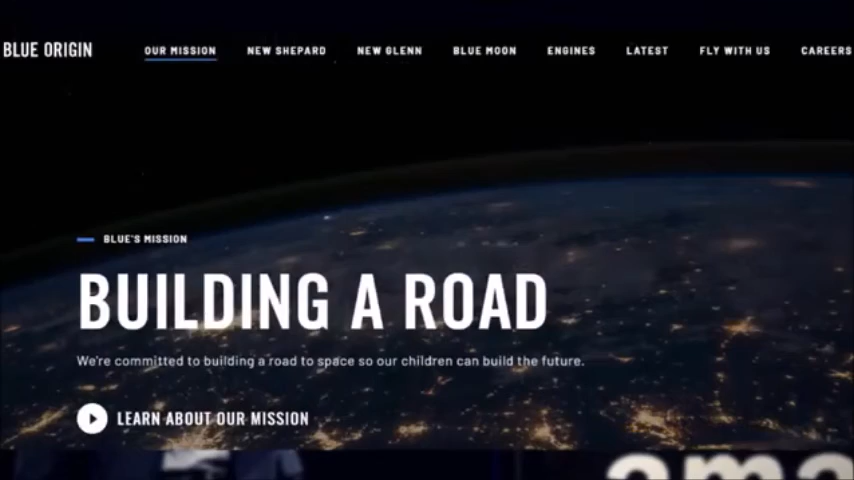 BLUE ORIGIN OUR MISSION NEW SHEPARD NEW GLENN BLUE MOON ENGINES LATEST FLY WITH US CAREERS
BLUE'S MISSION
BUILDING A ROAD
We're committed to building a road to space so our children can build the future.
LEARN ABOUT OUR MISSION